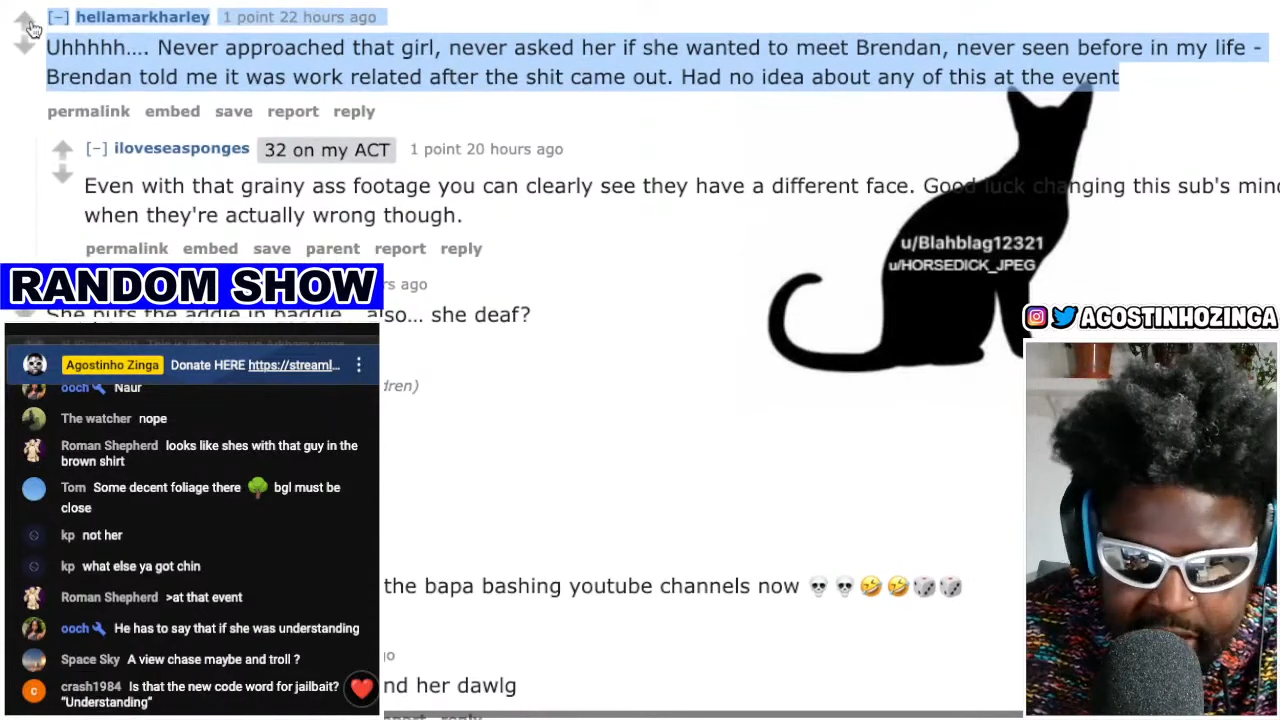 [–] hellamarkharley 1 point 22 hours ago
Uhhhhh.... Never approached that girl, never asked her if she wanted to meet Brendan, never seen before in my life -
Brendan told me it was work related after the shit came out. Had no idea about any of this at the event
permalink embed save report reply
[–] iloveseasponges 32 on my ACT 1 point 20 hours ago
Even with that grainy ass footage you can clearly see they have a different face. Good luck changing this sub's mind
when they're actually wrong though.
permalink embed save parent report reply
u/Blahblag12321
u/HORSEDICK_JPEG
RANDOM SHOW
rs ago
She puts the addie in baddie... also... she deaf?
AGOSTINHOZINGA
Agostinho Zinga Donate HERE https://streaml...
dren)
ooch Naur
The watcher nope
Roman Shepherd looks like shes with that guy in the
brown shirt
Tom Some decent foliage there 🌳 bgl must be
close
kp not her
kp what else ya got chin
the bapa bashing youtube channels now 💀💀🤣🤣🎲🎲
Roman Shepherd >at that event
ooch He has to say that if she was understanding
go
Space Sky A view chase maybe and troll ?
crash1984 Is that the new code word for jailbait?
"Understanding"
nd her dawlg